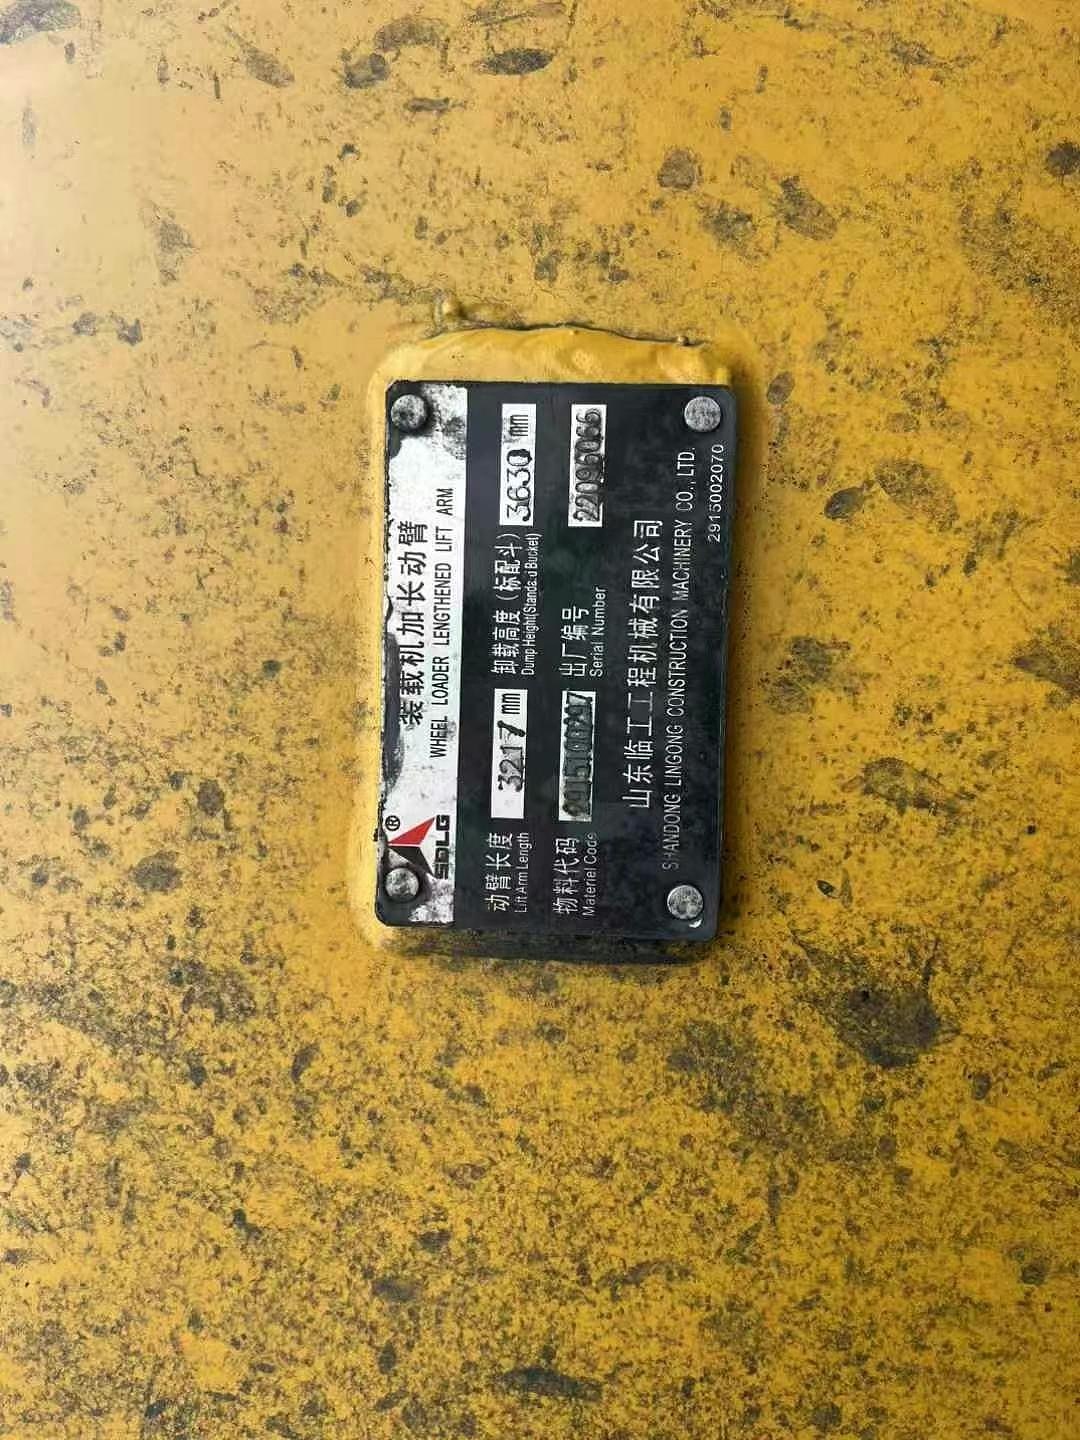 SDLG®
装载机加长动臂
WHEEL LOADER LENGTHENED LIFT ARM
动臂长度 3217 mm 卸载高度（标配斗） 3630 mm
Lift Arm Length Dump Height(Standard Bucket)
物料代码 出厂编号 22096066
Materiel Code Serial Number
山东临工工程机械有限公司
SHANDONG LINGONG CONSTRUCTION MACHINERY CO., LTD.
2915002070